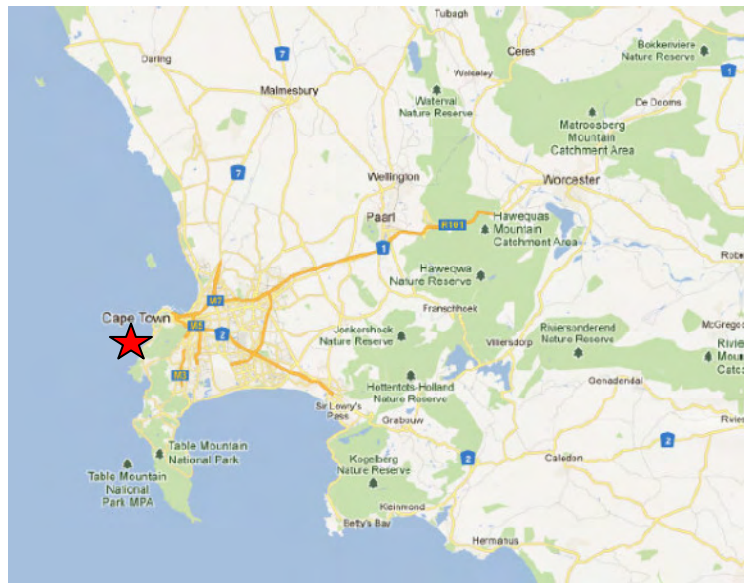 Tulbagh
Darling
7
Ceres
Bokkeriviere
Nature Reserve
1
Wolseley
Malmesbury
Waterval
Nature Reserve
De Dooms
Matroosberg
Mountain
Catchment Area
7
Wellington
Worcester
Paarl
R101
Hawequas
Mountain
Catchment Area
1
Haweqwa
Nature Reserve
M7
Franschhoek
Cape Town
M5
2
Jonkershoek
Nature Reserve
Riviersonderend
Nature Reserve
McGregor
Villiersdorp
M3
Hottentots-Holland
Nature Reserve
Genadendal
Sir Lowry's
Pass
Grabouw
Table Mountain
National Park
2
2
Caledon
Kogelberg
Nature Reserve
Table Mountain
National
Park MPA
Kleinmond
Betty's Bay
Hermanus